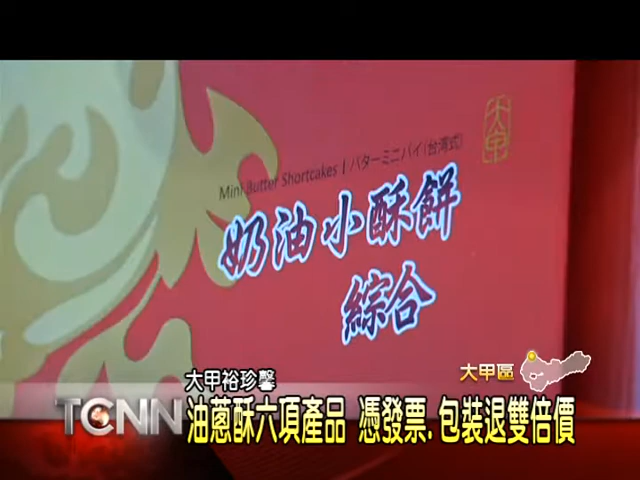 大甲
Mini Butter Shortcakes | バターミニパイ(台湾式)
奶油小酥餅
綜合
大甲裕珍馨
大甲區
TCNN
油蔥酥六項產品 憑發票.包裝退雙倍價